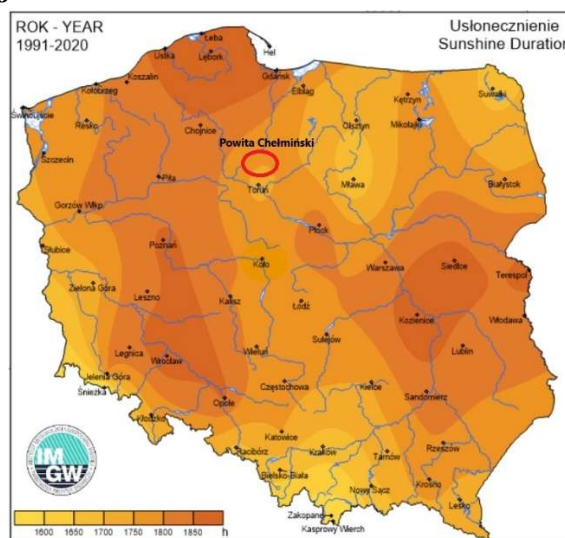 ROK - YEAR
1991-2020
Usłonecznienie
Sunshine Duration
Łeba
Hel
Ustka
Lębork
Koszalin
Gdańsk
Kołobrzeg
Elbląg
Kętrzyn
Suwałki
Świnoujście
Resko
Chojnice
Olsztyn
Mikołajki
Powita Chełmiński
Szczecin
Piła
Toruń
Mława
Białystok
Gorzów Wlkp.
Płock
Słubice
Poznań
Koło
Warszawa
Siedlce
Terespol
Zielona Góra
Leszno
Kalisz
Łódź
Kozienice
Włodawa
Legnica
Wrocław
Wieluń
Sulejów
Lublin
Jelenia Góra
Śnieżka
Opole
Częstochowa
Kielce
Sandomierz
Kłodzko
Racibórz
Katowice
Kraków
Tarnów
Rzeszów
Bielsko-Biała
Nowy Sącz
Krosno
Lesko
Zakopane
Kasprowy Wierch
IM
GW
1600 1650 1700 1750 1800 1850 h